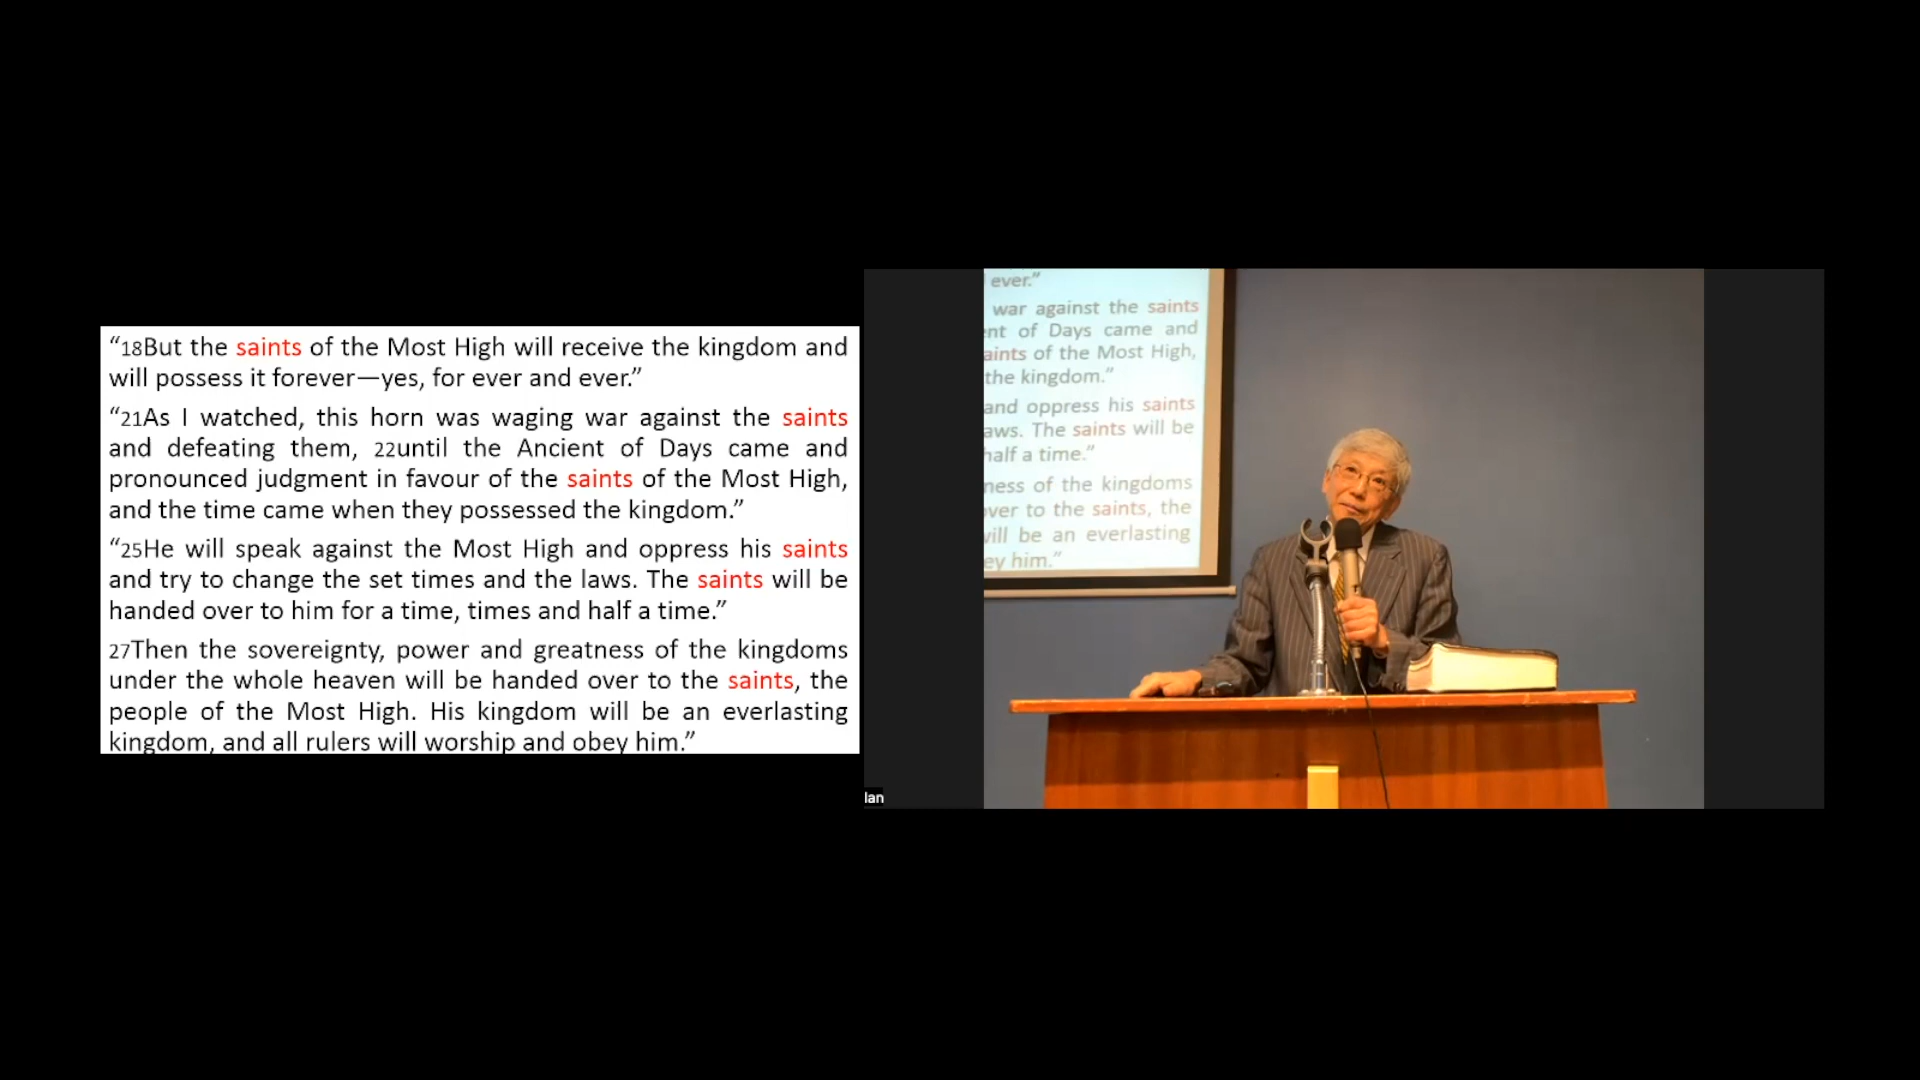 “18But the saints of the Most High will receive the kingdom and
will possess it forever—yes, for ever and ever.”
“21As I watched, this horn was waging war against the saints
and defeating them, 22until the Ancient of Days came and
pronounced judgment in favour of the saints of the Most High,
and the time came when they possessed the kingdom.”
“25He will speak against the Most High and oppress his saints
and try to change the set times and the laws. The saints will be
handed over to him for a time, times and half a time.”
27Then the sovereignty, power and greatness of the kingdoms
under the whole heaven will be handed over to the saints, the
people of the Most High. His kingdom will be an everlasting
kingdom, and all rulers will worship and obey him.”
ever.”
war against the saints
nt of Days came and
aints of the Most High,
the kingdom.”
and oppress his saints
aws. The saints will be
half a time.”
ness of the kingdoms
ver to the saints, the
will be an everlasting
ey him.”
lan